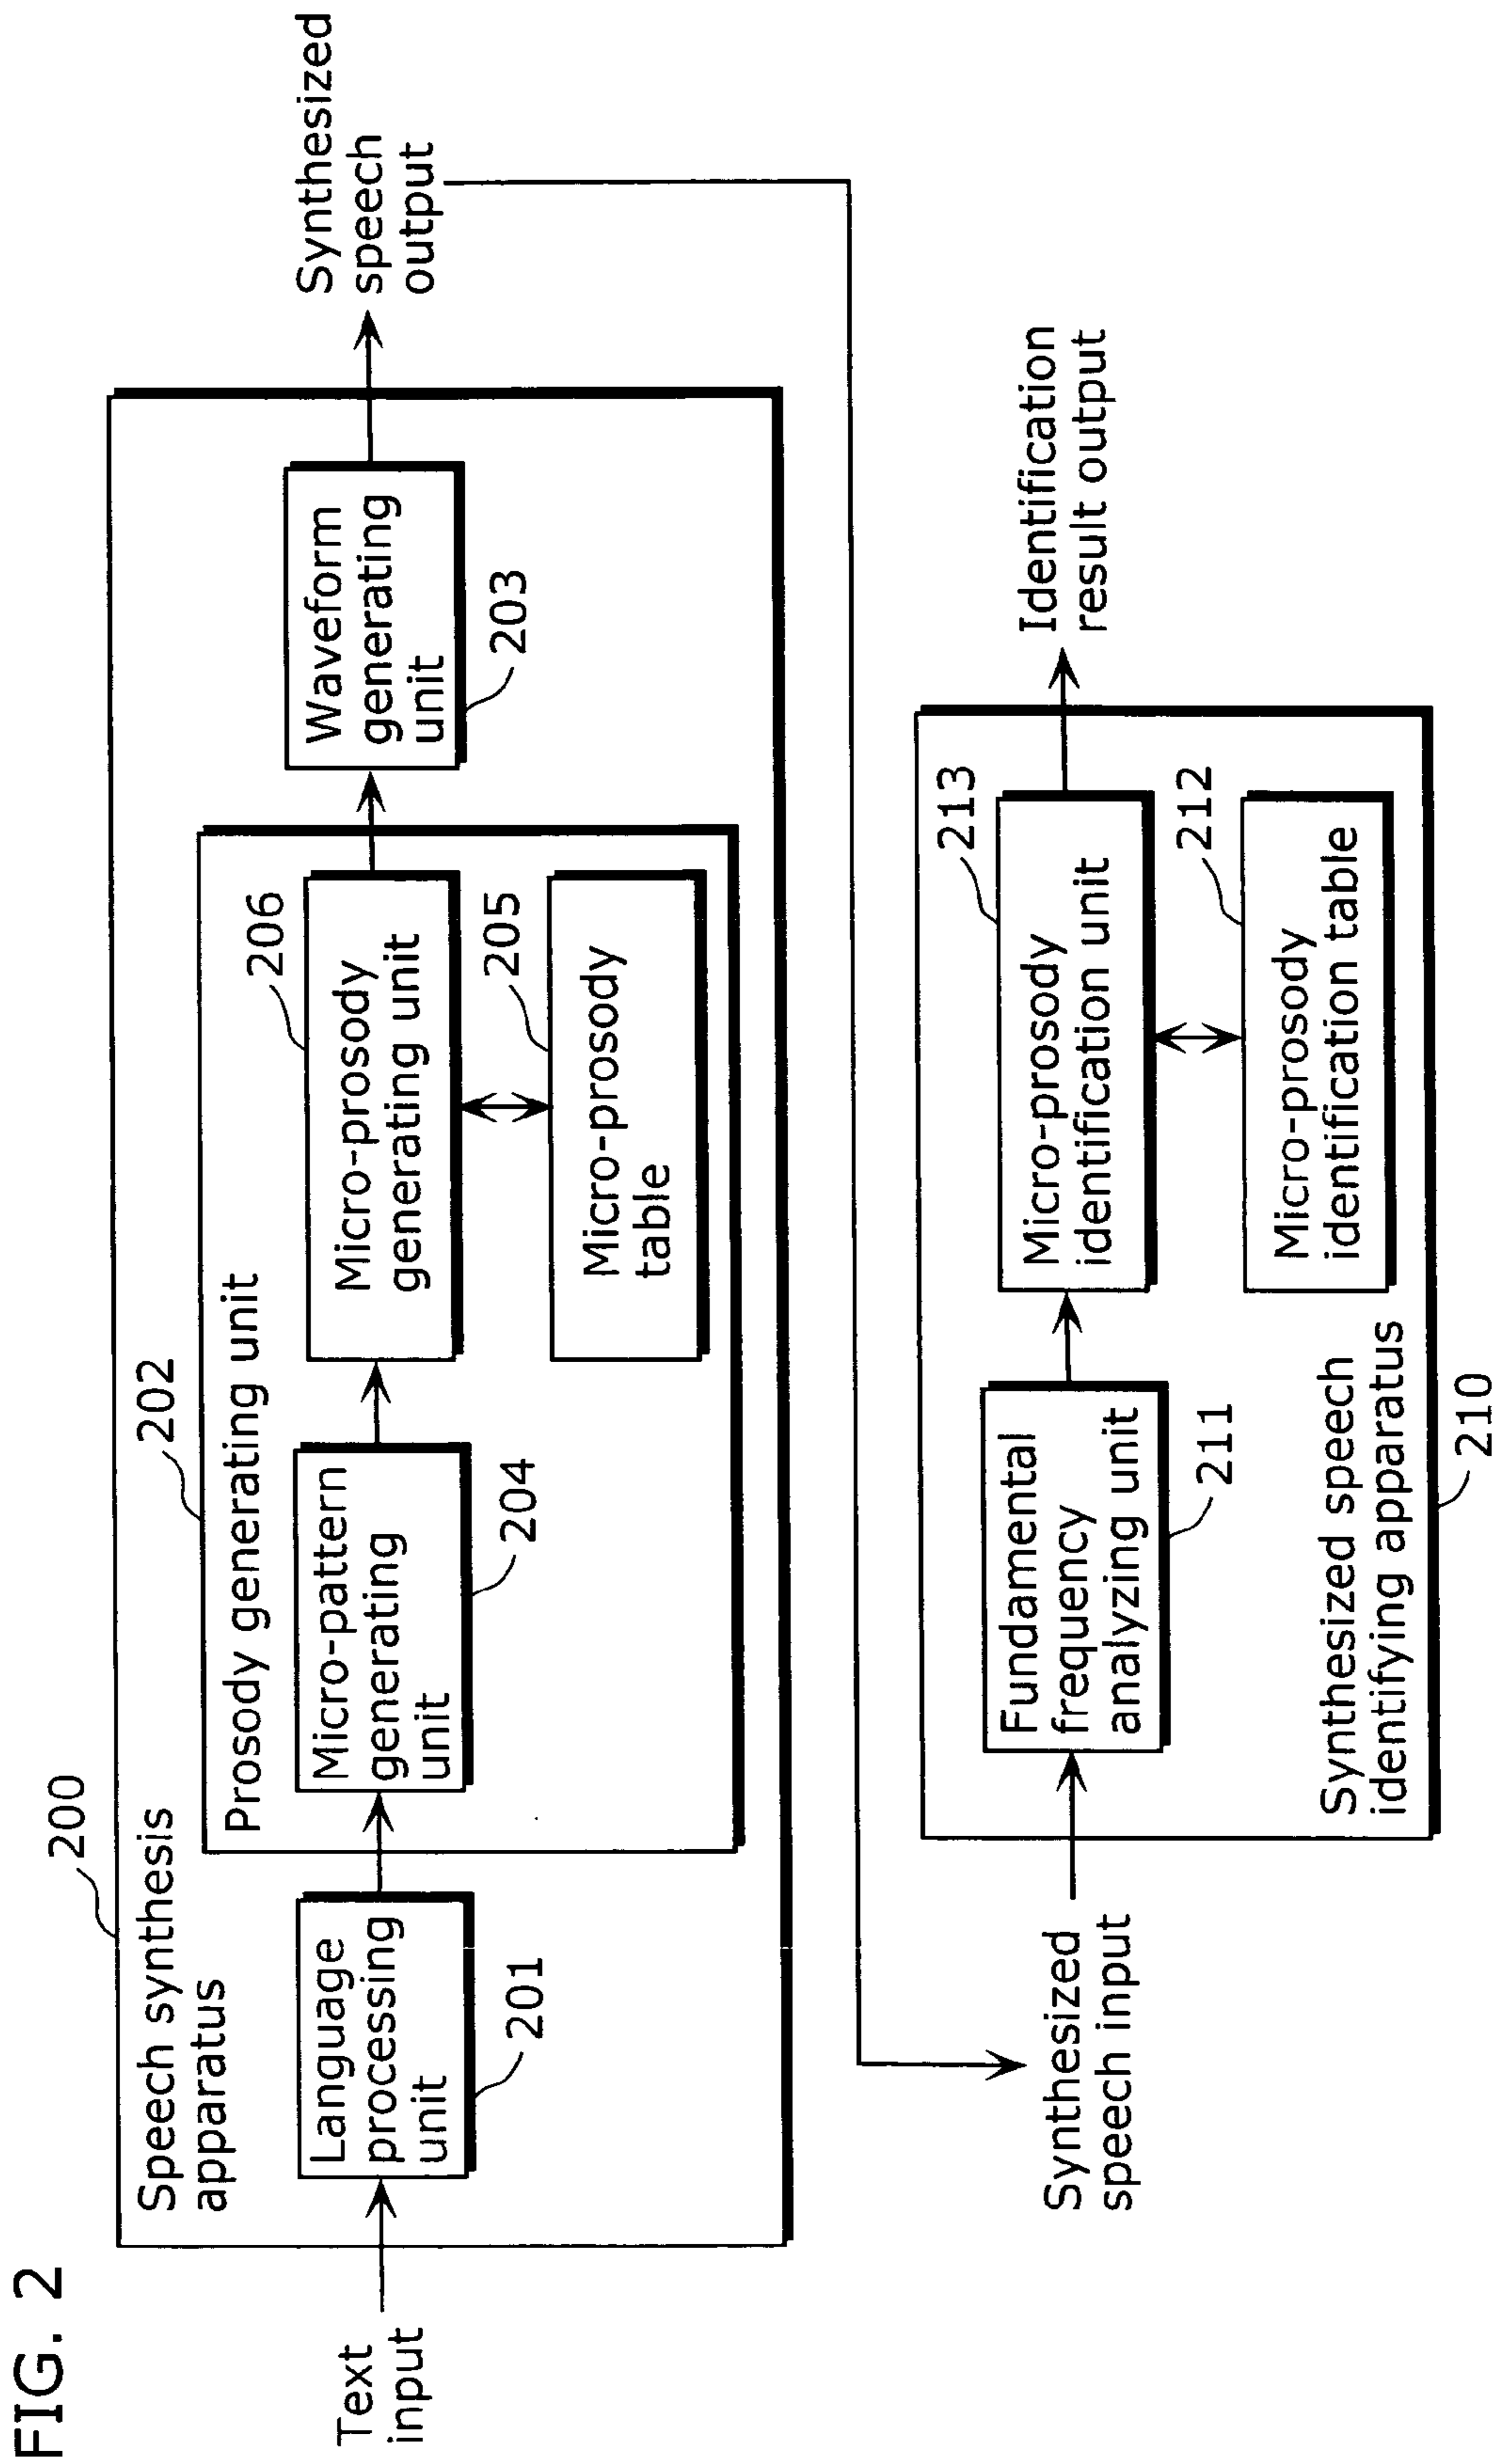 FIG. 2
200
Speech synthesis
apparatus
202
Prosody generating unit
Text
input
Language
processing
unit
201
Micro-pattern
generating
unit
204
206
Micro-prosody
generating unit
205
Micro-prosody
table
Waveform
generating
unit
203
Synthesized
speech
output
Synthesized
speech input
Fundamental
frequency
analyzing unit
211
213
Micro-prosody
identification unit
212
Micro-prosody
identification table
Synthesized speech
identifying apparatus
210
Identification
result output